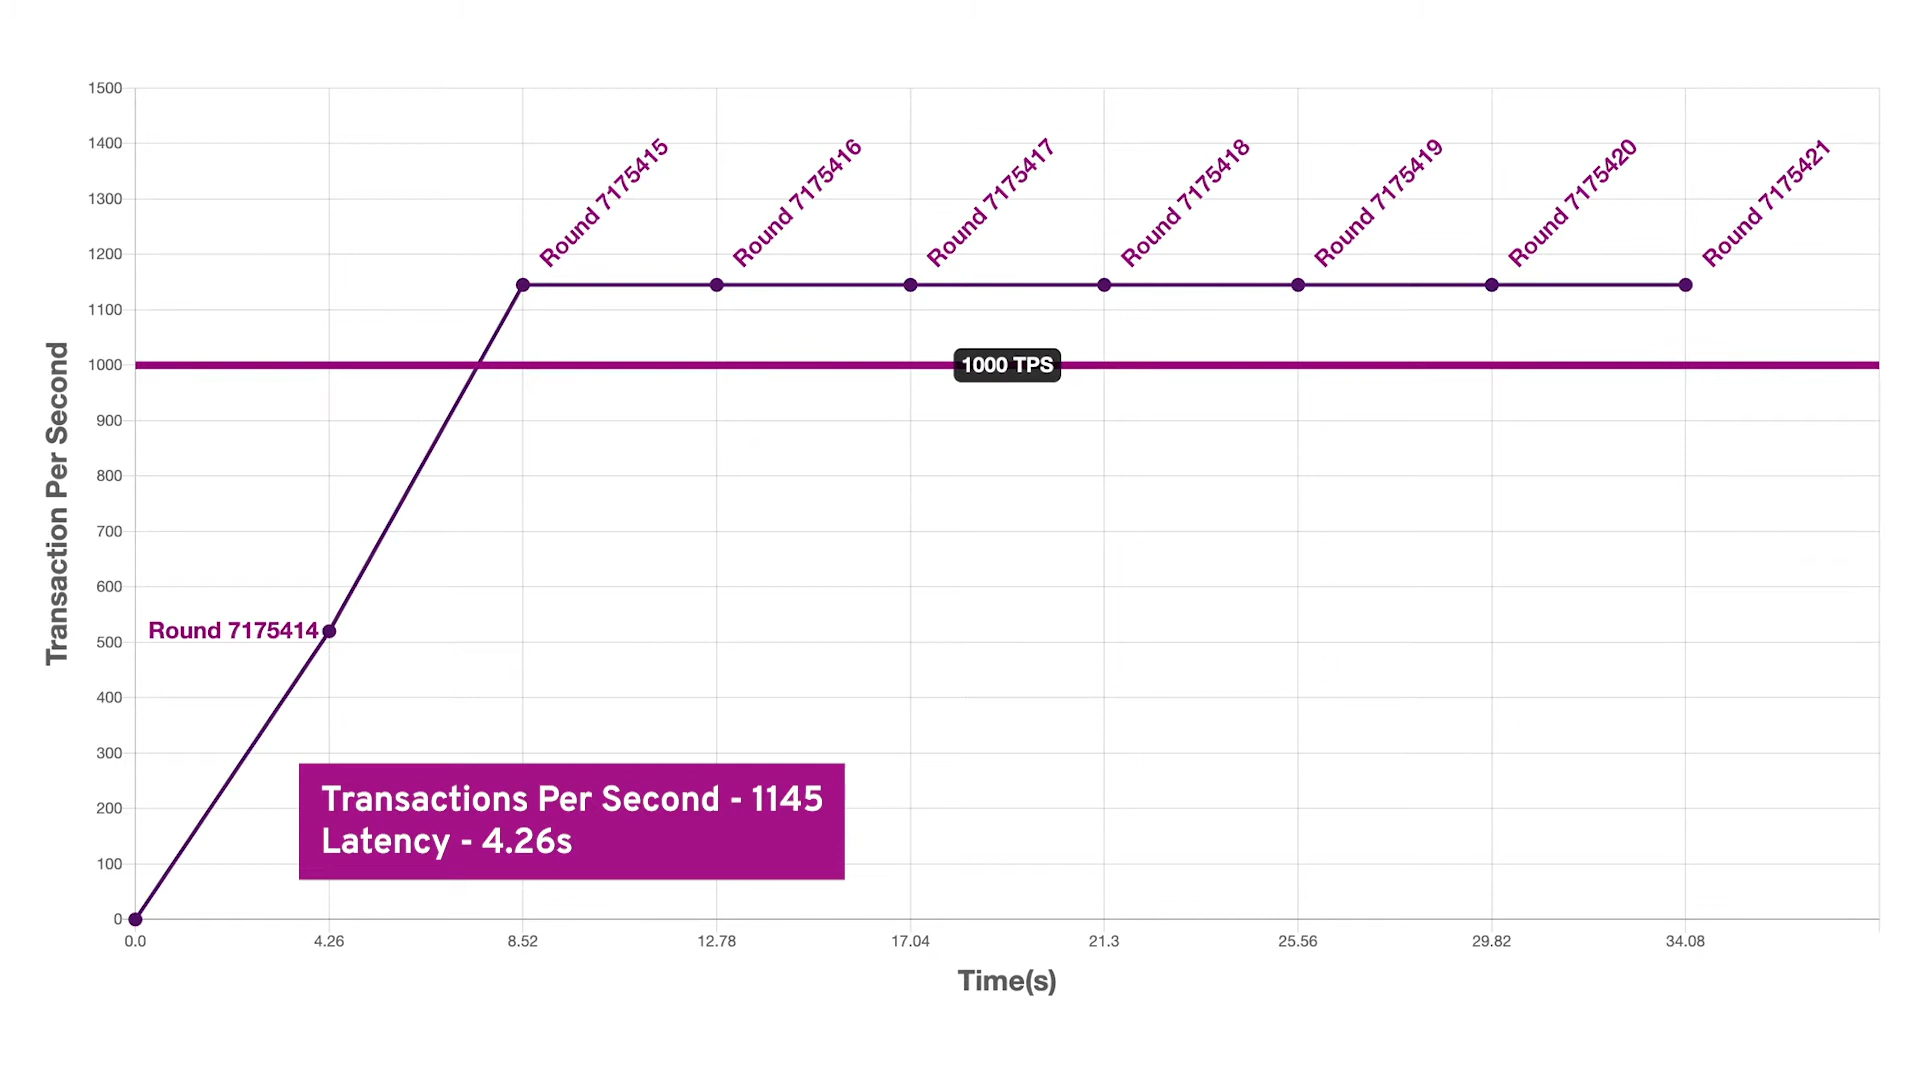 1500
1400
1300
1200
1100
1000
900
800
700
600
500
400
300
200
100
0
Transaction Per Second
Round 7175415
Round 7175416
Round 7175417
Round 7175418
Round 7175419
Round 7175420
Round 7175421
1000 TPS
Round 7175414
Transactions Per Second - 1145
Latency - 4.26s
0.0 4.26 8.52 12.78 17.04 21.3 25.56 29.82 34.08
Time(s)